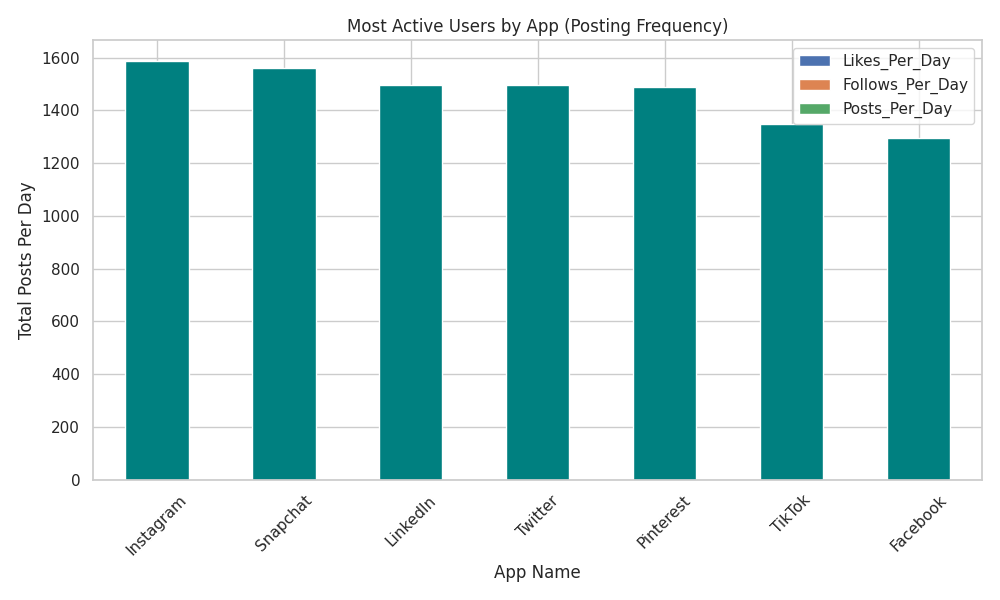 Most Active Users by App (Posting Frequency)
Likes_Per_Day
Follows_Per_Day
Posts_Per_Day
Total Posts Per Day
1600
1400
1200
1000
800
600
400
200
0
Instagram
Snapchat
LinkedIn
Twitter
Pinterest
TikTok
Facebook
App Name